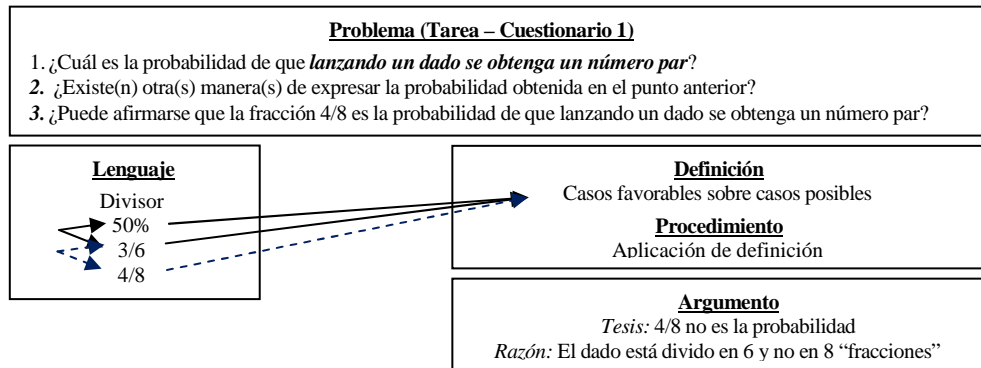 Problema (Tarea – Cuestionario 1)
1. ¿Cuál es la probabilidad de que lanzando un dado se obtenga un número par?
2. ¿Existe(n) otra(s) manera(s) de expresar la probabilidad obtenida en el punto anterior?
3. ¿Puede afirmarse que la fracción 4/8 es la probabilidad de que lanzando un dado se obtenga un número par?
Lenguaje
Divisor
50%
3/6
4/8
Definición
Casos favorables sobre casos posibles
Procedimiento
Aplicación de definición
Argumento
Tesis: 4/8 no es la probabilidad
Razón: El dado está divido en 6 y no en 8 “fracciones”